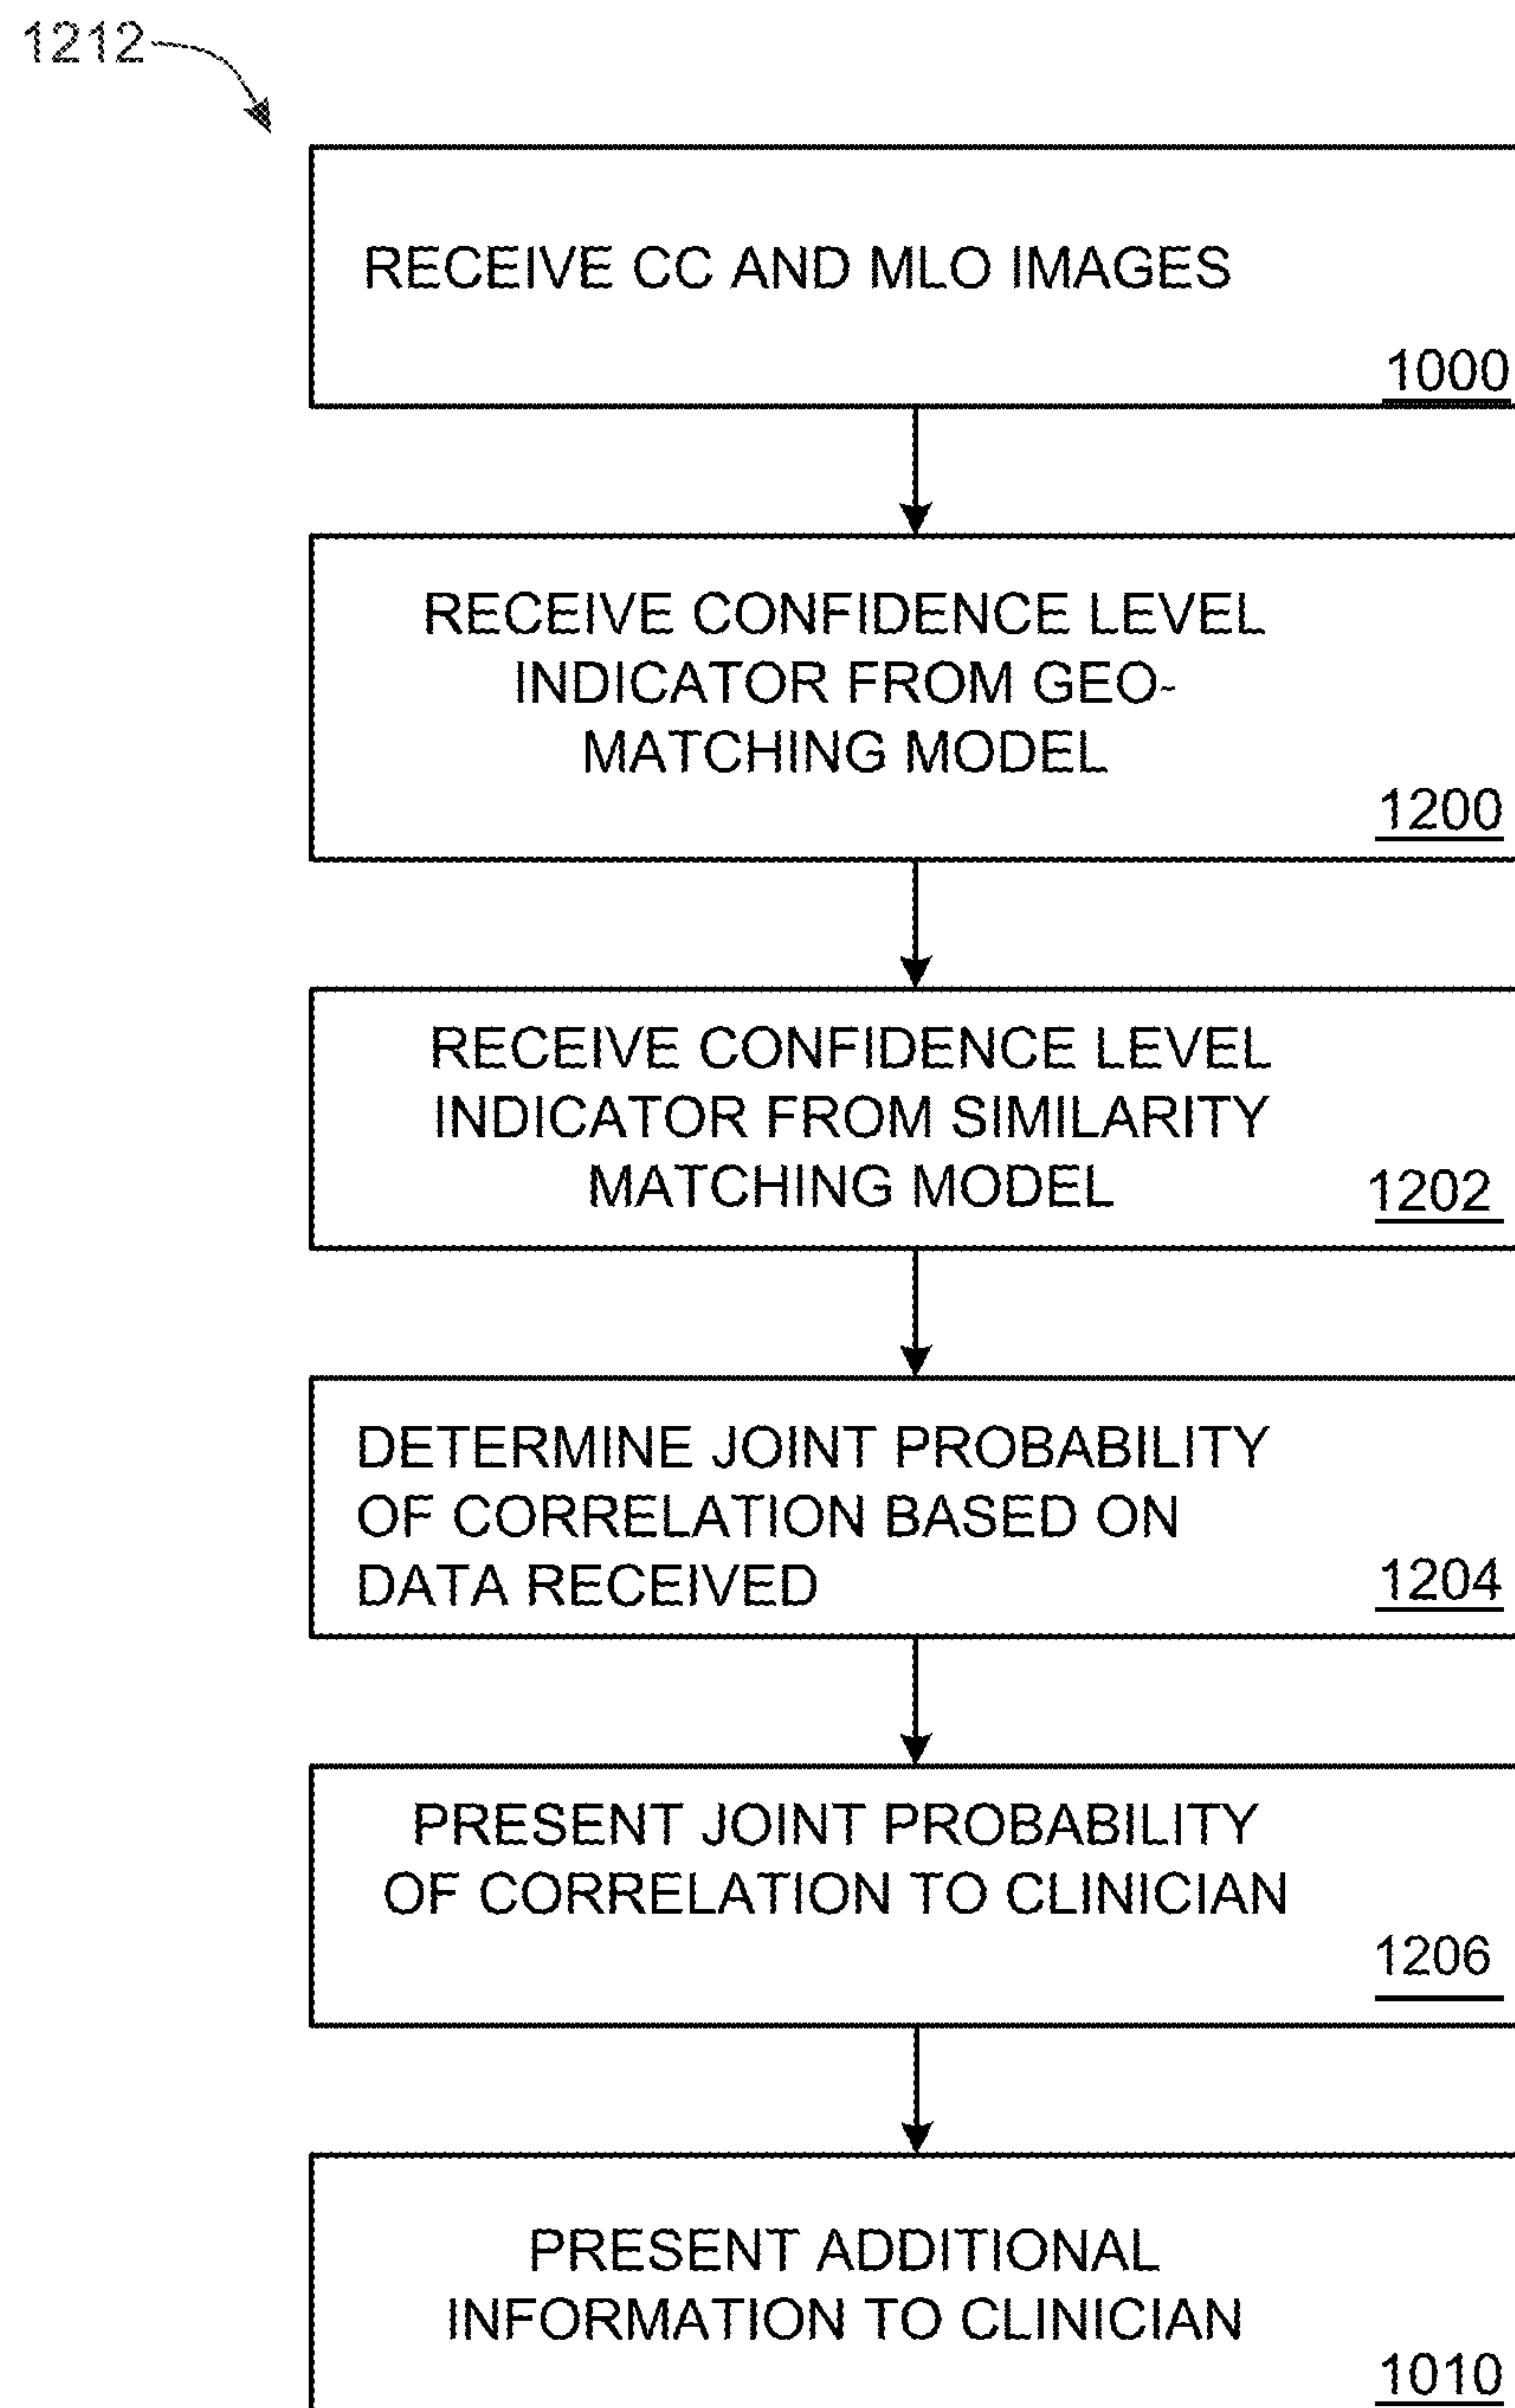 1212
RECEIVE CC AND MLO IMAGES
1000
RECEIVE CONFIDENCE LEVEL
INDICATOR FROM GEO-
MATCHING MODEL
1200
RECEIVE CONFIDENCE LEVEL
INDICATOR FROM SIMILARITY
MATCHING MODEL
1202
DETERMINE JOINT PROBABILITY
OF CORRELATION BASED ON
DATA RECEIVED
1204
PRESENT JOINT PROBABILITY
OF CORRELATION TO CLINICIAN
1206
PRESENT ADDITIONAL
INFORMATION TO CLINICIAN
1010